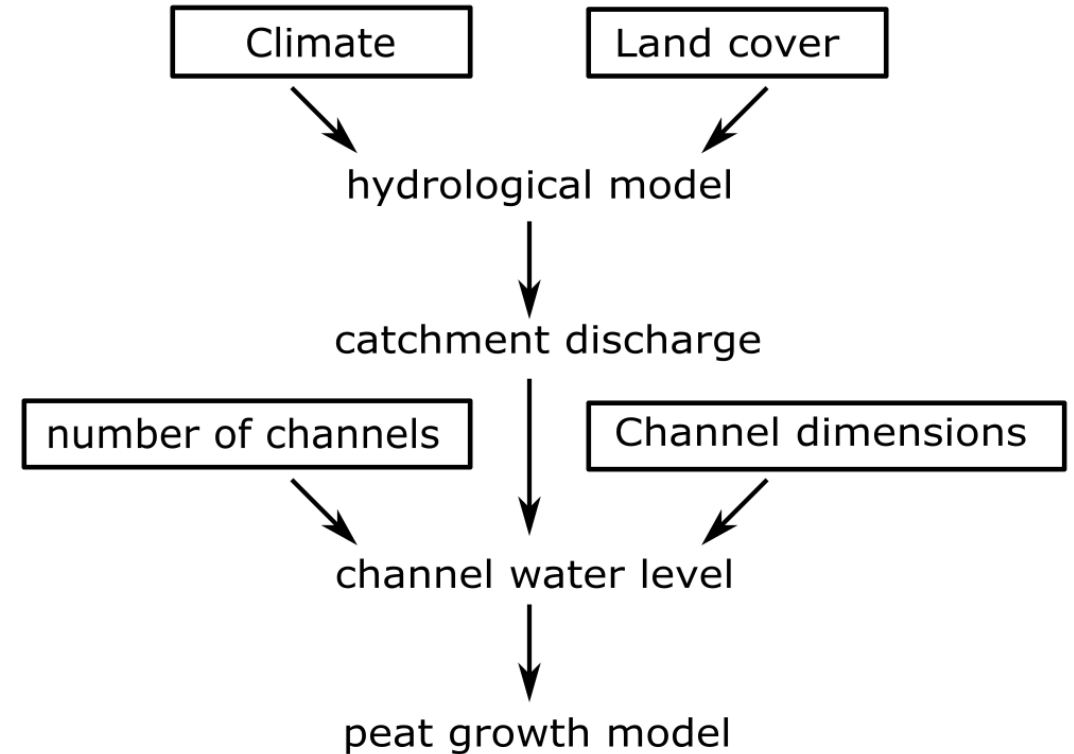 Climate
Land cover
hydrological model
catchment discharge
number of channels
Channel dimensions
channel water level
peat growth model